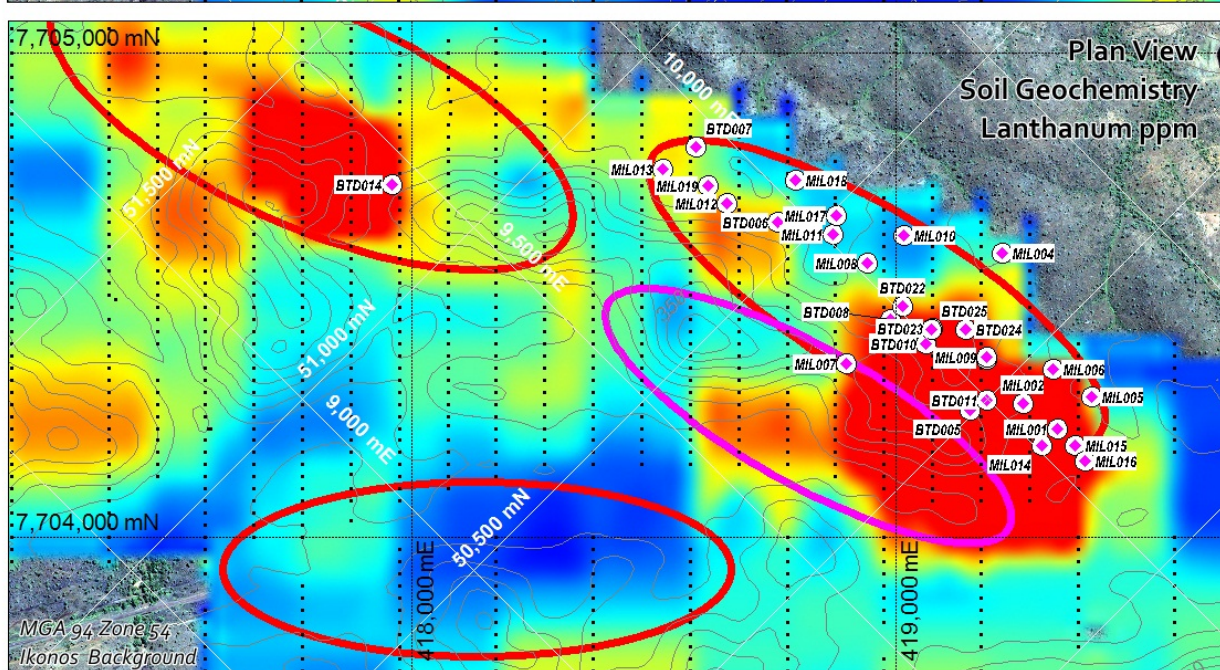 7,705,000 mN
Plan View
Soil Geochemistry
Lanthanum ppm
10,000 mN
BTD007
MIL013
MIL018
BTD014
MIL019
51,500 mN
MIL012
MIL017
BTD006
MIL011
MIL010
9,500 mE
MIL008
MIL004
BTD022
BTD008
BTD025
BTD023
BTD024
51,000 mN
BTD010
MIL009
MIL007
MIL006
MIL002
MIL005
9,000 mE
BTD011
BTD005
MIL001
MIL015
MIL014
MIL016
50,500 mN
7,704,000 mN
418,000 mE
419,000 mE
MGA 94 Zone 54
Ikonos Background